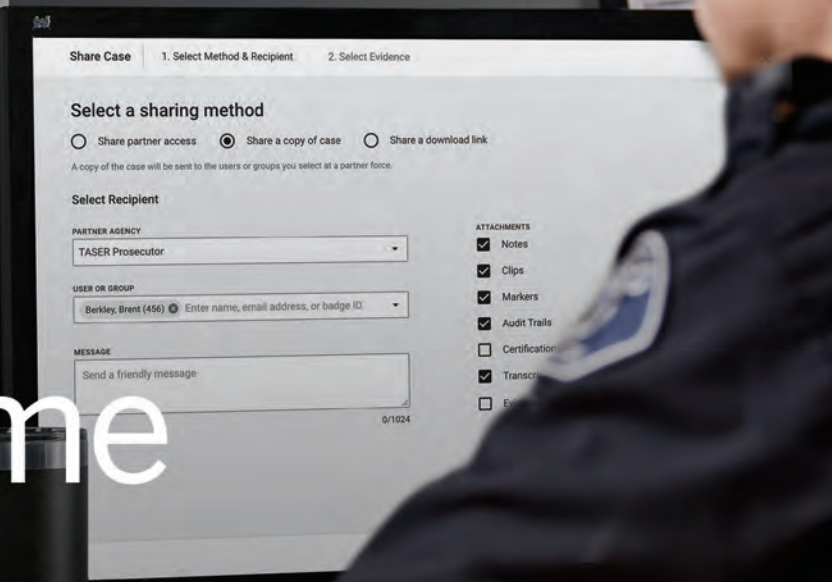 Share Case
1. Select Method & Recipient
2. Select Evidence
Select a sharing method
Share partner access
Share a copy of case
Share a download link
A copy of the case will be sent to the users or groups you select at a partner force.
Select Recipient
PARTNER AGENCY
TASER Prosecutor
USER OR GROUP
Berkley, Brent (456) Enter name, email address, or badge ID
MESSAGE
Send a friendly message
0/1024
ATTACHMENTS
Notes
Clips
Markers
Audit Trails
Certification
me